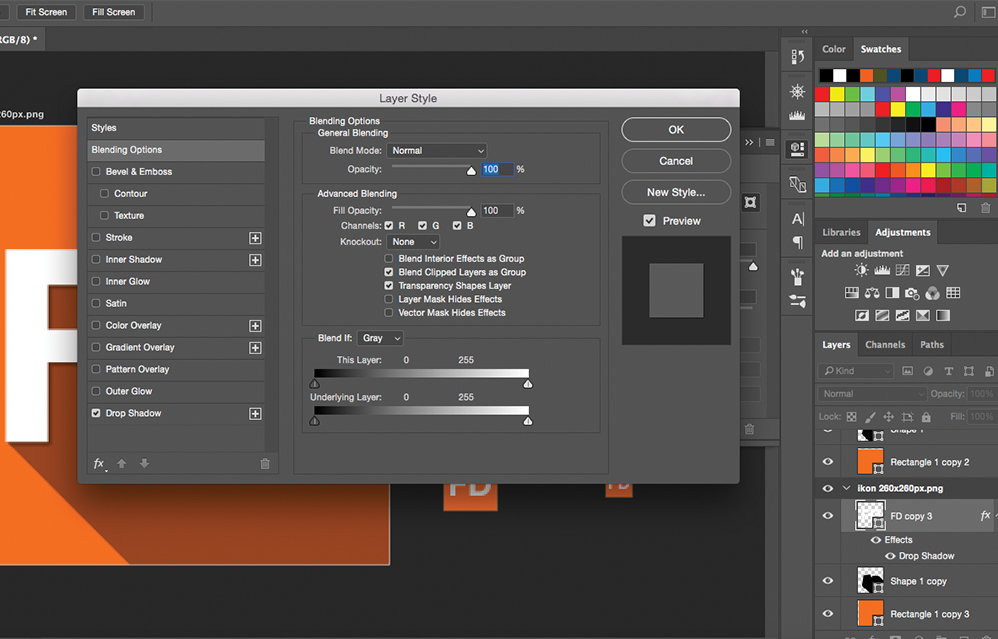 Fit Screen
Fill Screen
RGB/8) *
60px.png
F
FD
FD
Layer Style
Styles
Blending Options
Bevel & Emboss
Contour
Texture
Stroke
Inner Shadow
Inner Glow
Satin
Color Overlay
Gradient Overlay
Pattern Overlay
Outer Glow
Drop Shadow
fx
Blending Options
General Blending
Blend Mode: Normal
Opacity: 100 %
Advanced Blending
Fill Opacity: 100 %
Channels: R G B
Knockout: None
Blend Interior Effects as Group
Blend Clipped Layers as Group
Transparency Shapes Layer
Layer Mask Hides Effects
Vector Mask Hides Effects
Blend If: Gray
This Layer: 0 255
Underlying Layer: 0 255
OK
Cancel
New Style...
Preview
Color Swatches
Libraries Adjustments
Add an adjustment
Layers Channels Paths
Kind
Normal Opacity: 100%
Lock: Fill: 100%
Shape 1
Rectangle 1 copy 2
ikon 260x260px.png
FD copy 3 fx
Effects
Drop Shadow
Shape 1 copy
Rectangle 1 copy 3